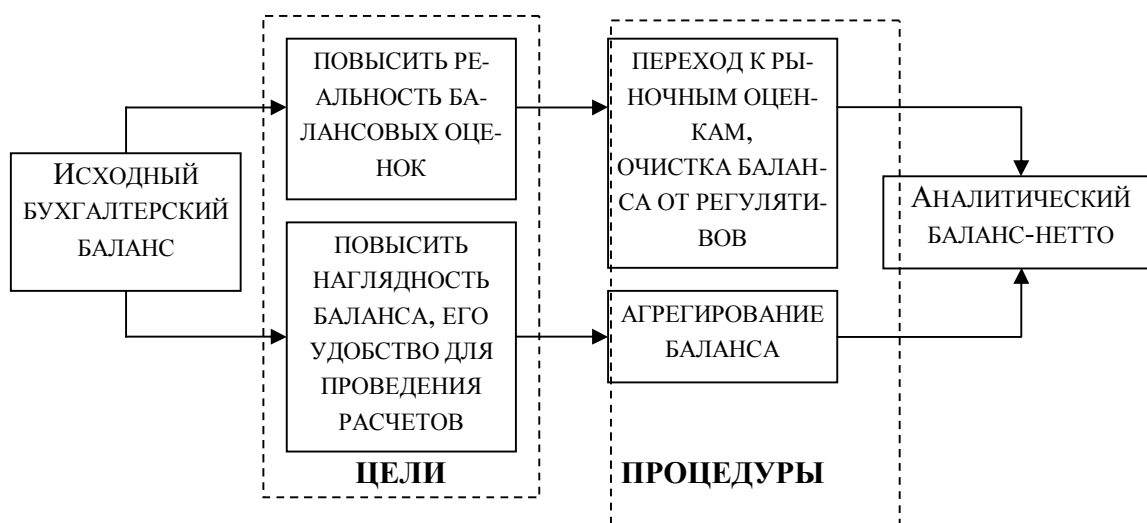 ИСХОДНЫЙ
БУХГАЛТЕРСКИЙ
БАЛАНС
ПОВЫСИТЬ РЕ-
АЛЬНОСТЬ БА-
ЛАНСОВЫХ ОЦЕ-
НОК
ПОВЫСИТЬ
НАГЛЯДНОСТЬ
БАЛАНСА, ЕГО
УДОБСТВО ДЛЯ
ПРОВЕДЕНИЯ
РАСЧЕТОВ
ЦЕЛИ
ПЕРЕХОД К РЫ-
НОЧНЫМ ОЦЕН-
КАМ,
ОЧИСТКА БАЛАН-
СА ОТ РЕГУЛЯТИ-
ВОВ
АГРЕГИРОВАНИЕ
БАЛАНСА
ПРОЦЕДУРЫ
АНАЛИТИЧЕСКИЙ
БАЛАНС-НЕТТО